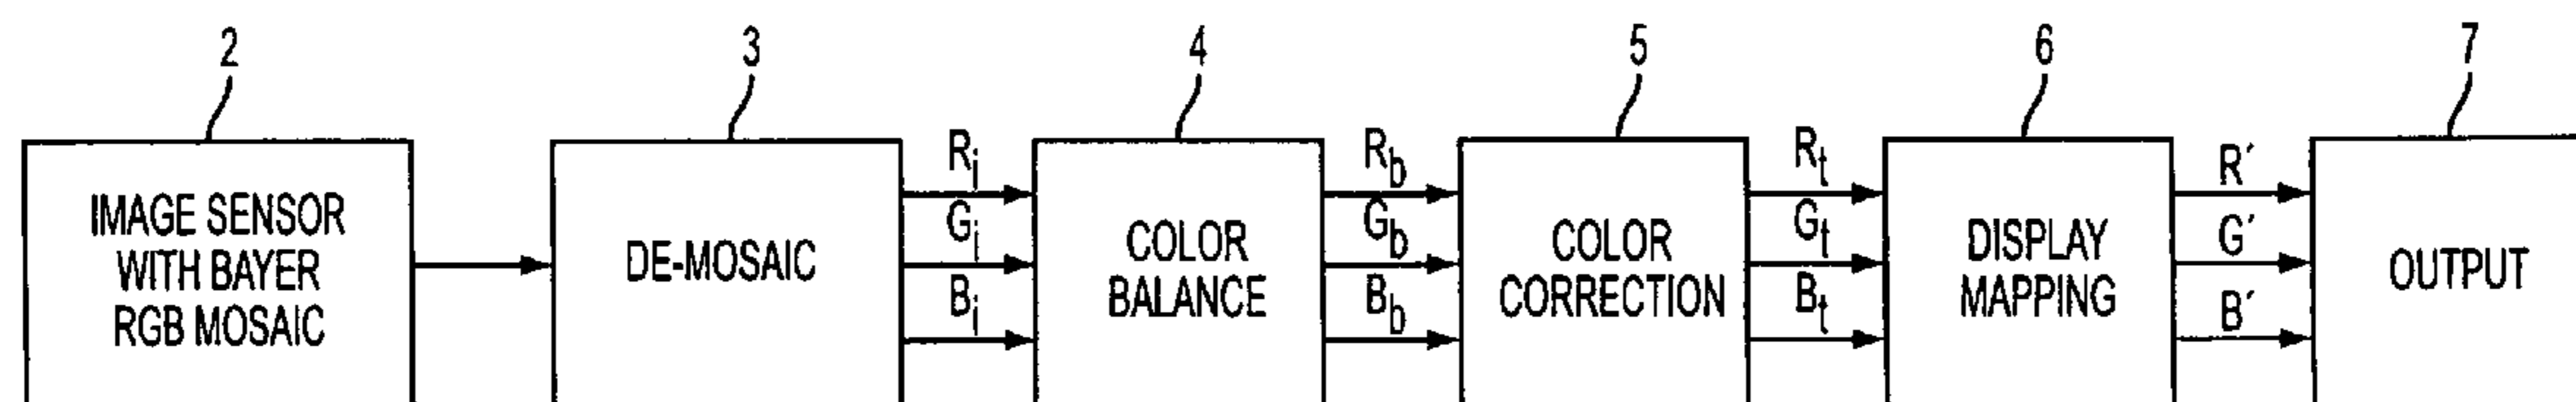 2
3
4
5
6
7
IMAGE SENSOR
WITH BAYER
RGB MOSAIC
DE-MOSAIC
Ri
Gi
Bi
COLOR
BALANCE
Rb
Gb
Bb
COLOR
CORRECTION
Rt
Gt
Bt
DISPLAY
MAPPING
R′
G′
B′
OUTPUT